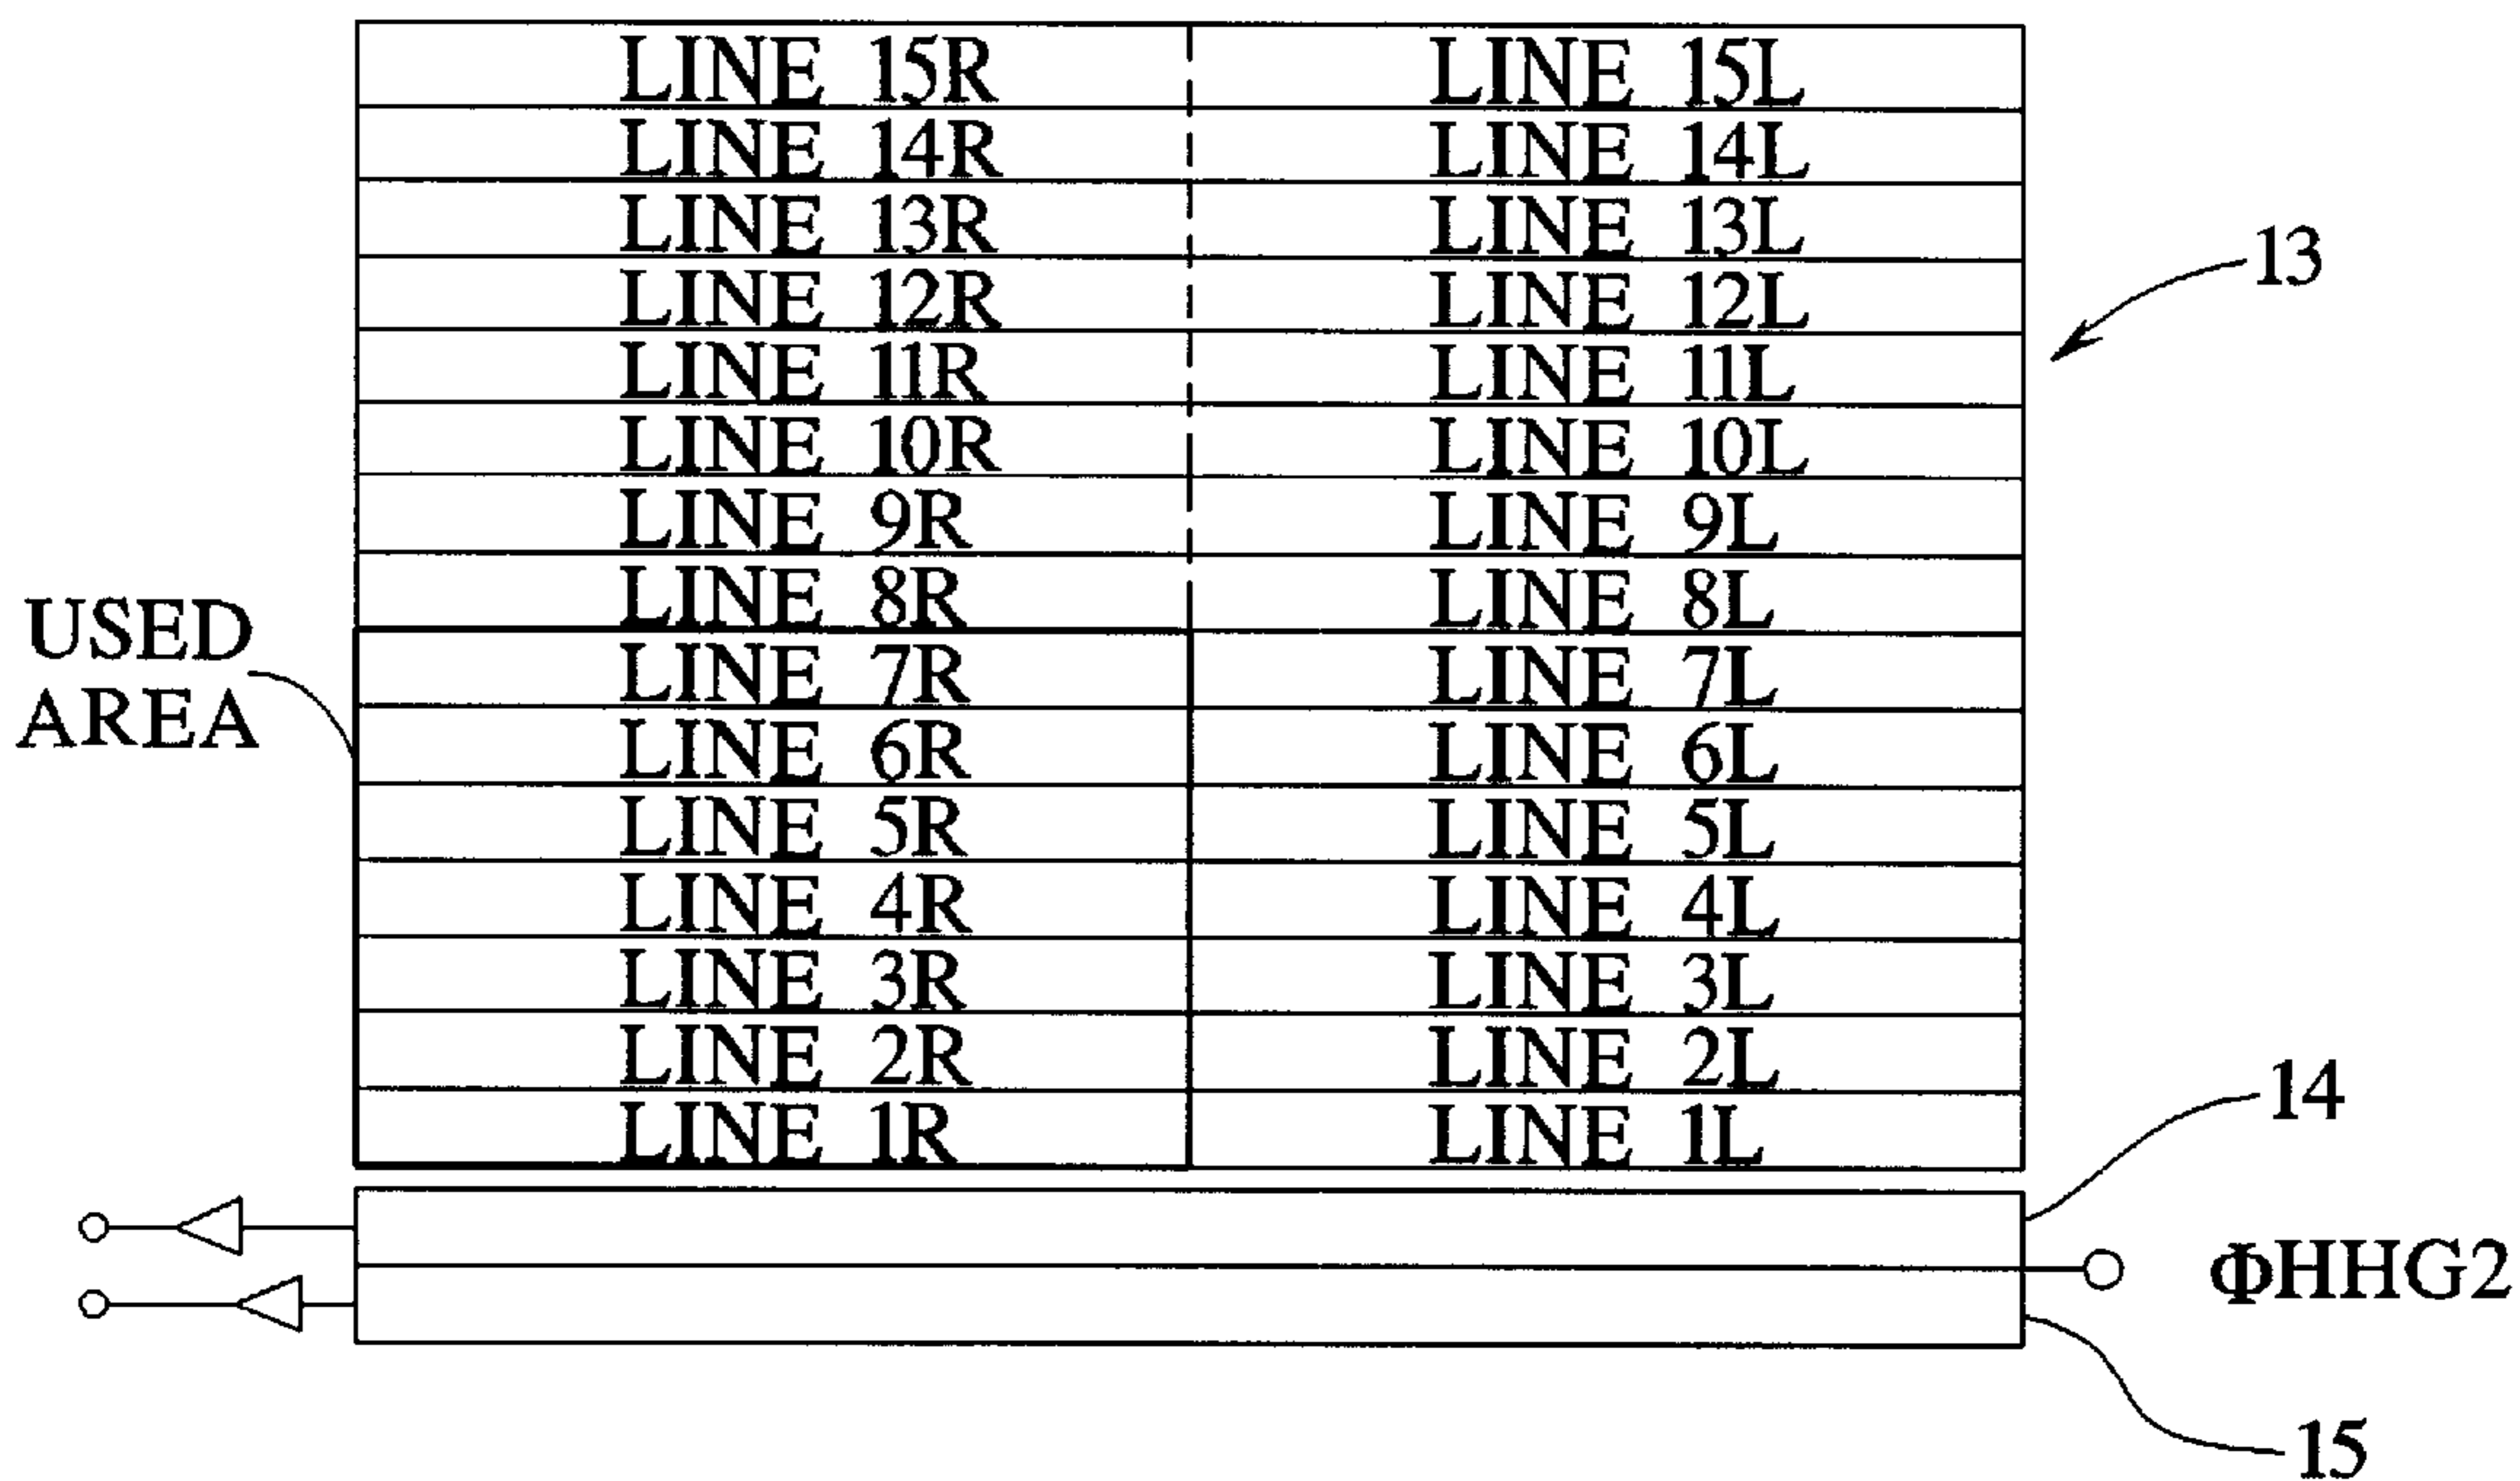 LINE 15R LINE 15L
LINE 14R LINE 14L
LINE 13R LINE 13L
13
LINE 12R LINE 12L
LINE 11R LINE 11L
LINE 10R LINE 10L
LINE 9R LINE 9L
LINE 8R LINE 8L
USED
AREA
LINE 7R LINE 7L
LINE 6R LINE 6L
LINE 5R LINE 5L
LINE 4R LINE 4L
LINE 3R LINE 3L
LINE 2R LINE 2L
LINE 1R LINE 1L
14
ΦHHG2
15